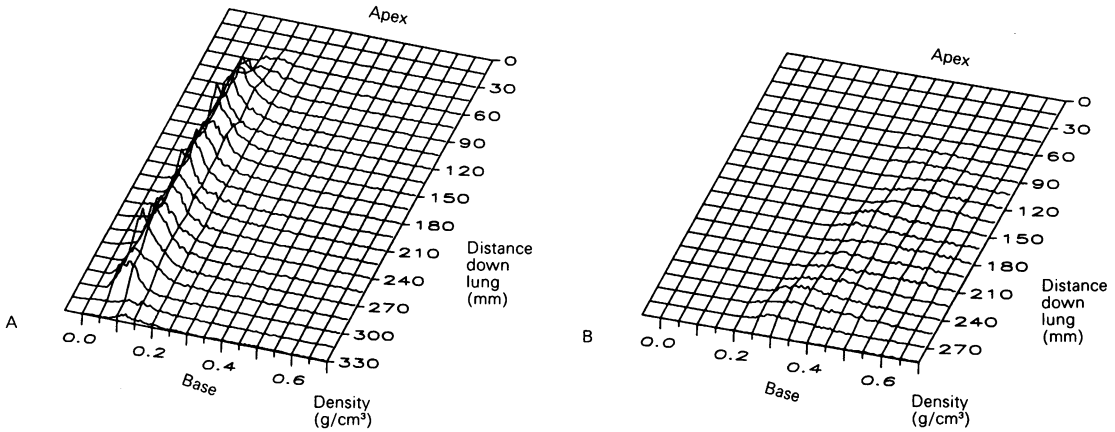 Apex
0
30
60
90
120
150
180
210
240
270
300
330
Distance
down
lung
(mm)
A
0.0
0.2
0.4
0.6
Base
Density
(g/cm³)
Apex
0
30
60
90
120
150
180
210
240
270
Distance
down
lung
(mm)
B
0.0
0.2
0.4
0.6
Base
Density
(g/cm³)